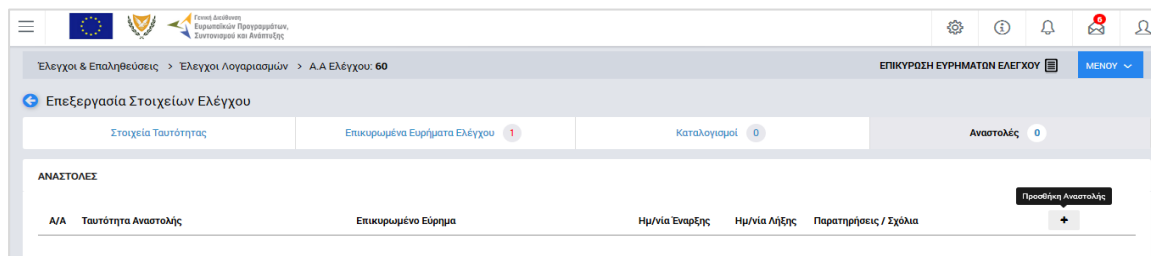 Γενική Διεύθυνση
Ευρωπαϊκών Προγραμμάτων,
Συντονισμού και Ανάπτυξης
6
Έλεγχοι & Επαληθεύσεις > Έλεγχοι Λογαριασμών > Α.Α Ελέγχου: 60
ΕΠΙΚΥΡΩΣΗ ΕΥΡΗΜΑΤΩΝ ΕΛΕΓΧΟΥ
ΜΕΝΟΥ
Επεξεργασία Στοιχείων Ελέγχου
Στοιχεία Ταυτότητας Επικυρωμένα Ευρήματα Ελέγχου 1 Καταλογισμοί 0 Αναστολές 0
ΑΝΑΣΤΟΛΕΣ
Προσθήκη Αναστολής
Α/Α Ταυτότητα Αναστολής Επικυρωμένο Εύρημα Ημ/νία Έναρξης Ημ/νία Λήξης Παρατηρήσεις / Σχόλια +